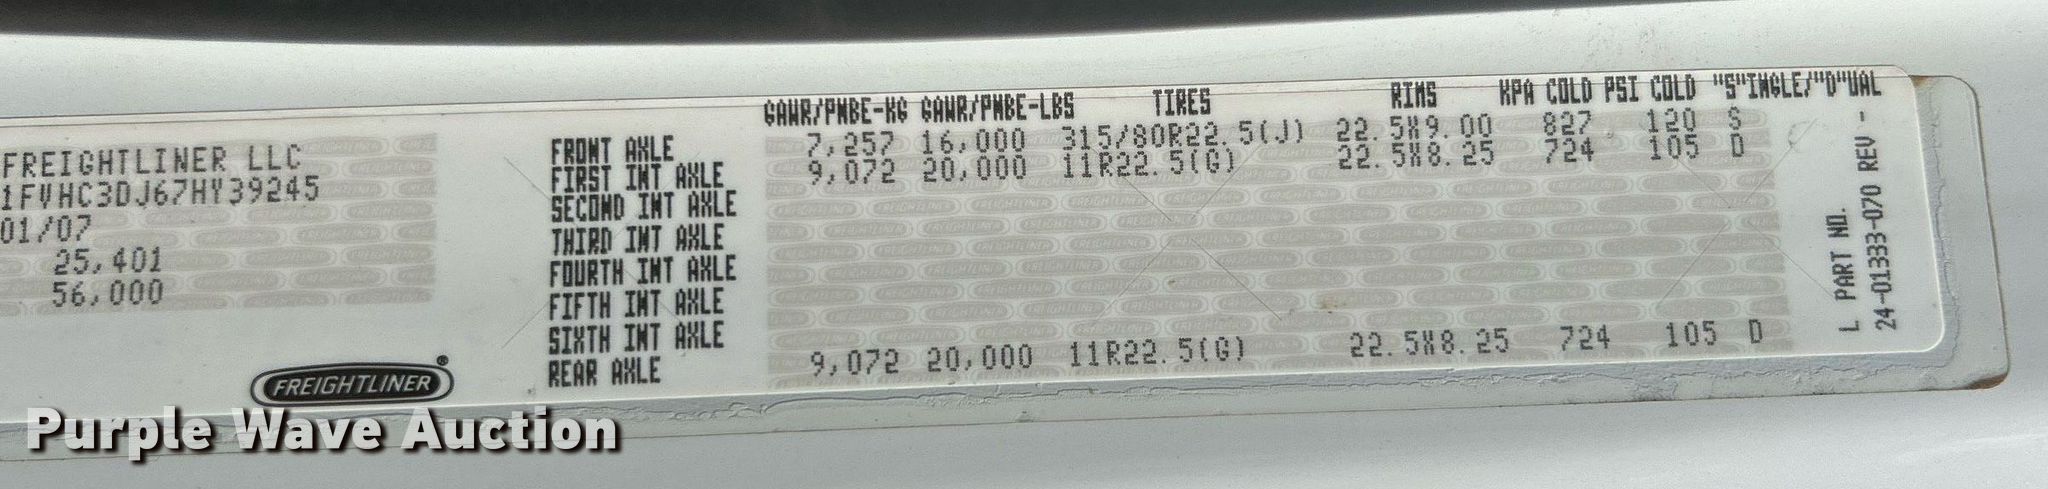 GAWR/PNBE-KG GAWR/PNBE-LBS TIRES RIMS KPA COLD PSI COLD "S"INGLE/"D"UAL
FREIGHTLINER LLC
1FVHC3DJ67HY39245
01/07
25,401
56,000
FREIGHTLINER®
FRONT AXLE 7,257 16,000 315/80R22.5(J) 22.5X9.00 827 120 S
FIRST INT AXLE 9,072 20,000 11R22.5(G) 22.5X8.25 724 105 D
SECOND INT AXLE
THIRD INT AXLE
FOURTH INT AXLE
FIFTH INT AXLE
SIXTH INT AXLE
REAR AXLE 9,072 20,000 11R22.5(G) 22.5X8.25 724 105 D
L PART NO.
24-01333-070 REV -
Purple Wave Auction